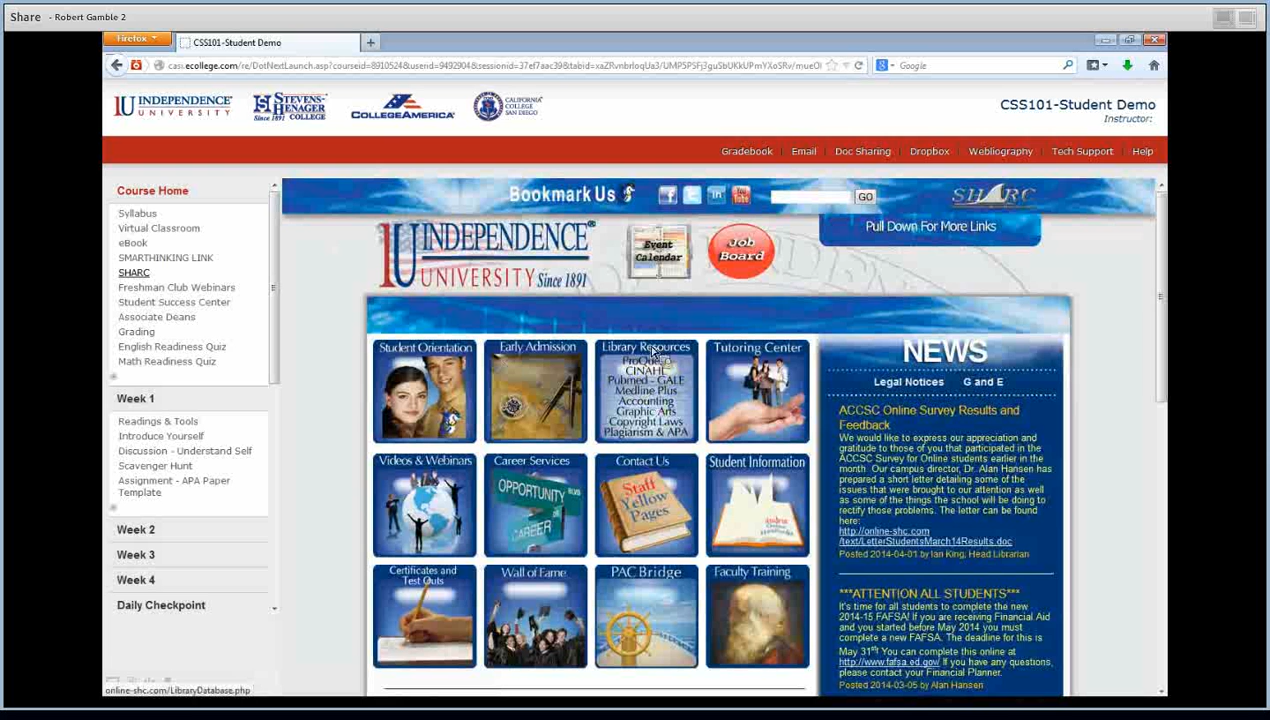 Share - Robert Gamble 2
Firefox
CSS101-Student Demo
Google
INDEPENDENCE UNIVERSITY
STEVENS-HENAGER COLLEGE
Since 1891
COLLEGEAMERICA
CALIFORNIA COLLEGE SAN DIEGO
CSS101-Student Demo
Instructor:
Gradebook Email Doc Sharing Dropbox Webliography Tech Support Help
Course Home
Syllabus
Virtual Classroom
eBook
SMARTHINKING LINK
SHARC
Freshman Club Webinars
Student Success Center
Associate Deans
Grading
English Readiness Quiz
Math Readiness Quiz
Week 1
Readings & Tools
Introduce Yourself
Discussion - Understand Self
Scavenger Hunt
Assignment - APA Paper
Template
Week 2
Week 3
Week 4
Daily Checkpoint
online-shc.com/LibraryDatabase.php
Bookmark Us
GO
SHARC
Pull Down For More Links
IU INDEPENDENCE®
UNIVERSITY Since 1891
Event
Calendar
Job
Board
Student Orientation
Early Admission
Library Resources
ProQuest
CINAHL
Pubmed - GALE
Medline Plus
Accounting
Graphic Arts
Copyright Laws
Plagiarism & APA
Tutoring Center
Videos & Webinars
Career Services
OPPORTUNITY BLVD
CAREER
Contact Us
Staff
Yellow
Pages
Student Information
Certificates and
Test Outs
Wall of Fame
PAC Bridge
Faculty Training
NEWS
Legal Notices G and E
ACCSC Online Survey Results and
Feedback
We would like to express our appreciation and
gratitude to those of you that participated in the
ACCSC Survey for Online students earlier in the
month Our campus director, Dr. Alan Hansen has
prepared a short letter detailing some of the
issues that were brought to our attention as well
as some of the things the school will be doing to
rectify those problems. The letter can be found
here:
http://online-shc.com
/text/LetterStudentsMarch14Results.doc
Posted 2014-04-01 by Ian King, Head Librarian
***ATTENTION ALL STUDENTS***
It's time for all students to complete the new
2014-15 FAFSA! If you are receiving Financial Aid
and you started before May 2014 you must
complete a new FAFSA. The deadline for this is
May 31st! You can complete this online at
http://www.fafsa.ed.gov/ If you have any questions,
please contact your Financial Planner.
Posted 2014-03-05 by Alan Hansen